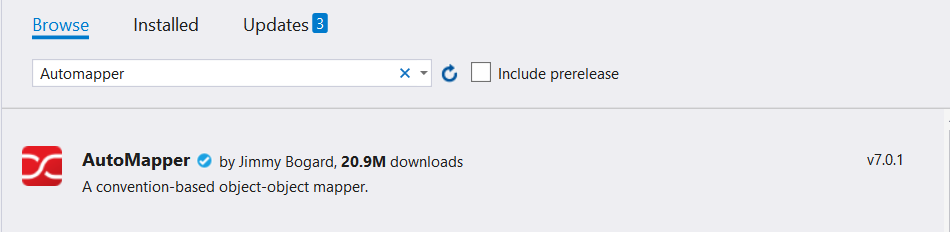 Browse Installed Updates 3
Automapper Include prerelease
AutoMapper by Jimmy Bogard, 20.9M downloads v7.0.1
A convention-based object-object mapper.